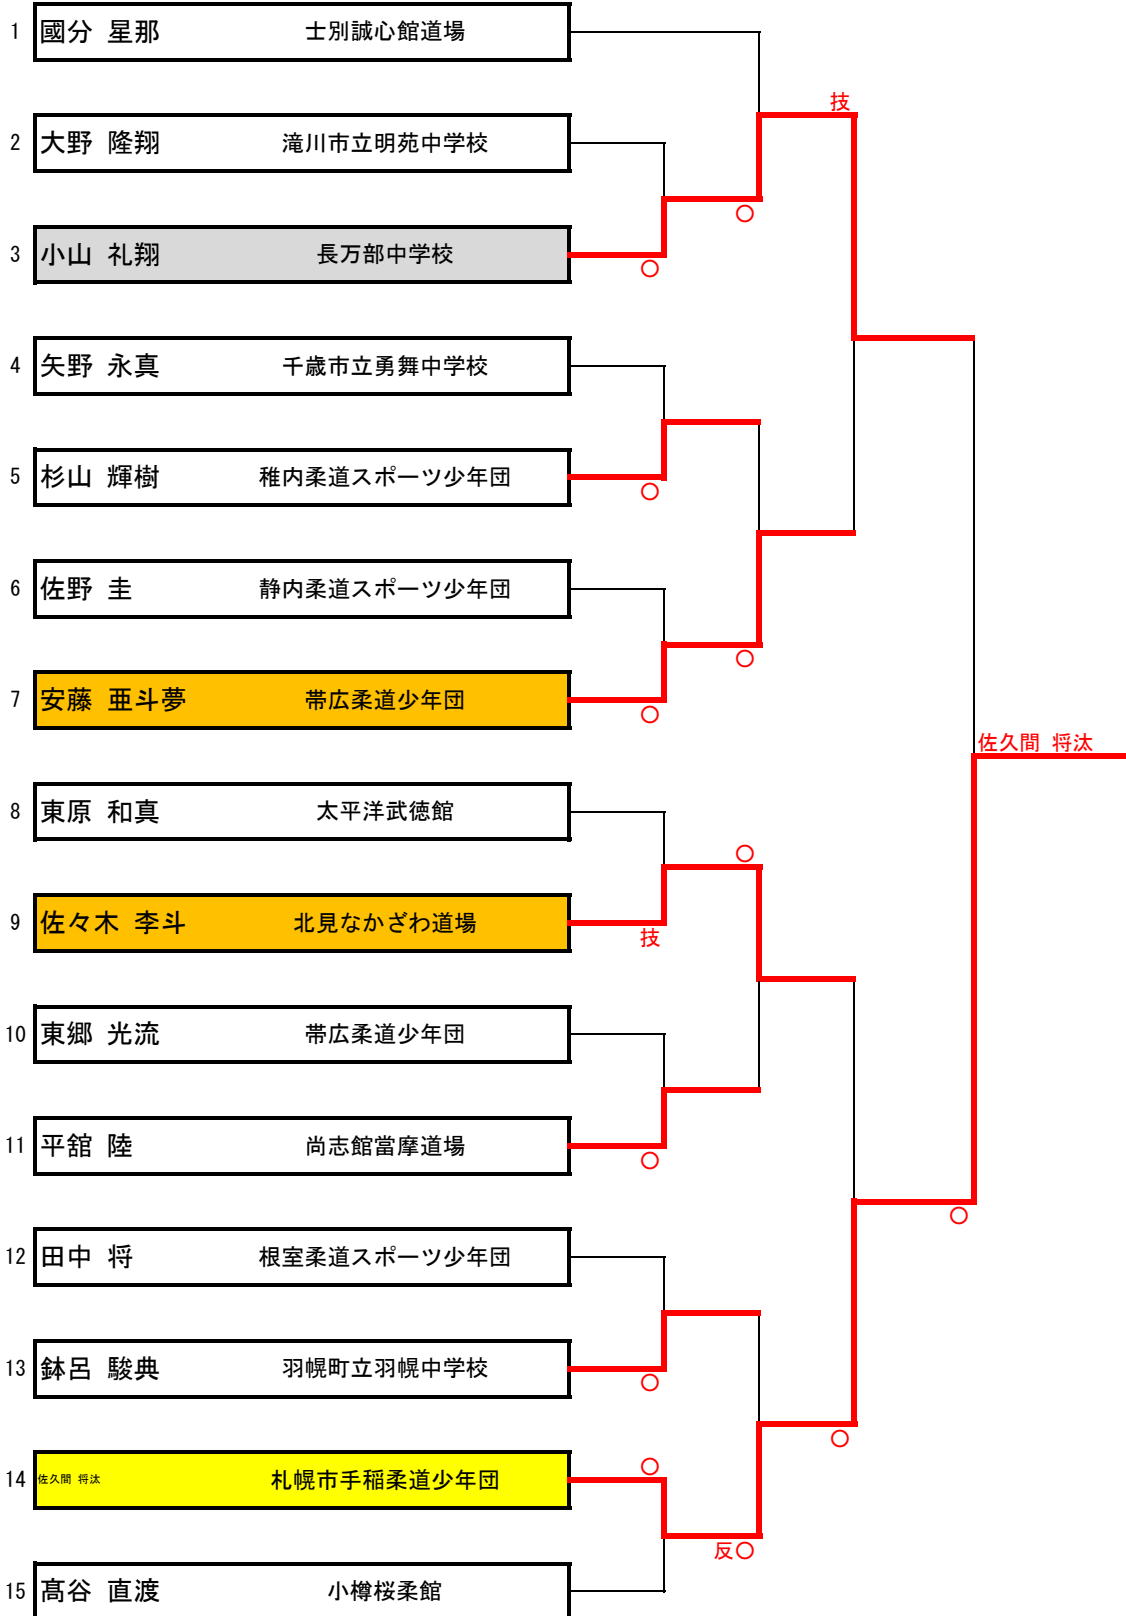 1 國分 星那 士別誠心館道場
技
2 大野 隆翔 滝川市立明苑中学校
○
3 小山 礼翔 長万部中学校
○
4 矢野 永真 千歳市立勇舞中学校
5 杉山 輝樹 稚内柔道スポーツ少年団
○
6 佐野 圭 静内柔道スポーツ少年団
○
7 安藤 亜斗夢 帯広柔道少年団
○
佐久間 将汰
8 東原 和真 太平洋武徳館
○
9 佐々木 李斗 北見なかざわ道場
技
10 東郷 光流 帯広柔道少年団
11 平舘 陸 尚志館當摩道場
○
○
12 田中 将 根室柔道スポーツ少年団
13 鉢呂 駿典 羽幌町立羽幌中学校
○
○
○
14 佐久間 将汰 札幌市手稲柔道少年団
反○
15 髙谷 直渡 小樽桜柔館